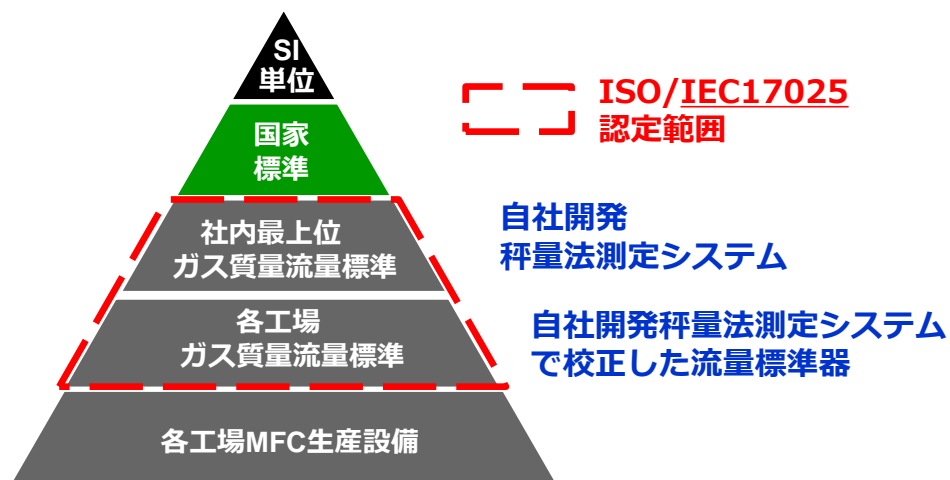 SI
単位
国家
標準
社内最上位
ガス質量流量標準
各工場
ガス質量流量標準
各工場MFC生産設備
ISO/IEC17025
認定範囲
自社開発
秤量法測定システム
自社開発秤量法測定システム
で校正した流量標準器